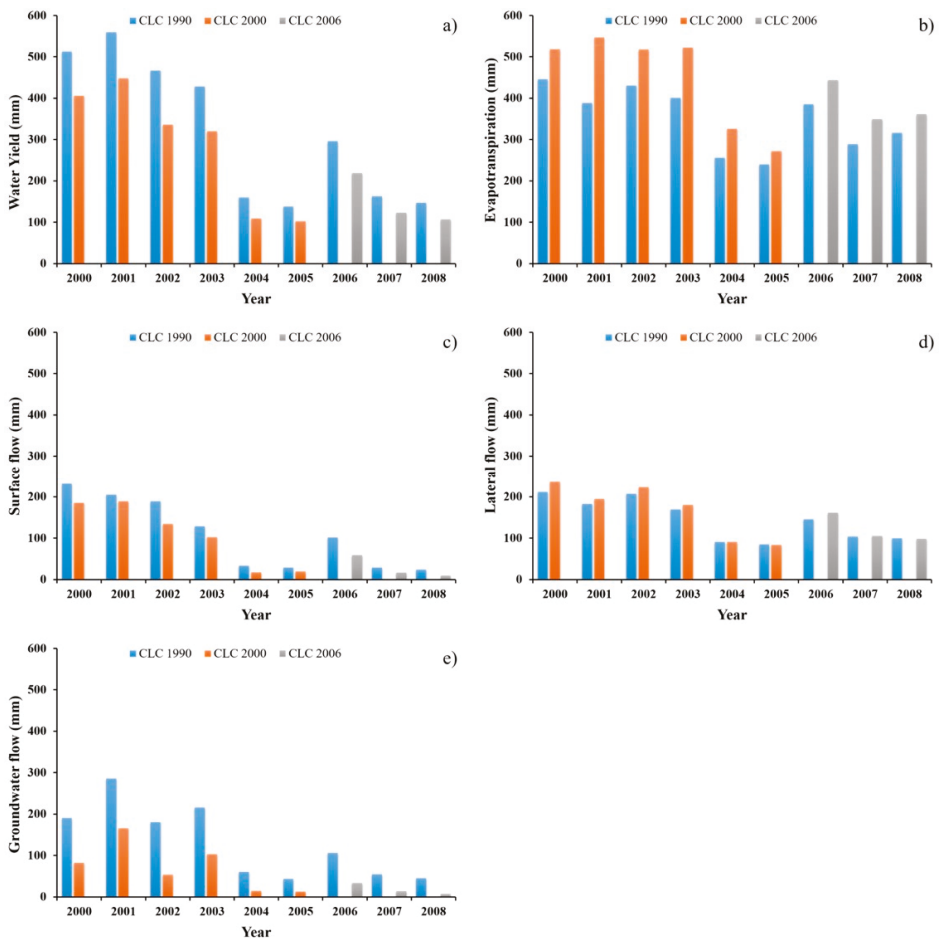 CLC 1990 CLC 2000 CLC 2006
a)
600
500
400
300
200
100
0
Water Yield (mm)
2000 2001 2002 2003 2004 2005 2006 2007 2008
Year
CLC 1990 CLC 2000 CLC 2006
b)
600
500
400
300
200
100
0
Evapotranspiration (mm)
2000 2001 2002 2003 2004 2005 2006 2007 2008
Year
CLC 1990 CLC 2000 CLC 2006
c)
600
500
400
300
200
100
0
Surface flow (mm)
2000 2001 2002 2003 2004 2005 2006 2007 2008
Year
CLC 1990 CLC 2000 CLC 2006
d)
600
500
400
300
200
100
0
Lateral flow (mm)
2000 2001 2002 2003 2004 2005 2006 2007 2008
Year
CLC 1990 CLC 2000 CLC 2006
e)
600
500
400
300
200
100
0
Groundwater flow (mm)
2000 2001 2002 2003 2004 2005 2006 2007 2008
Year